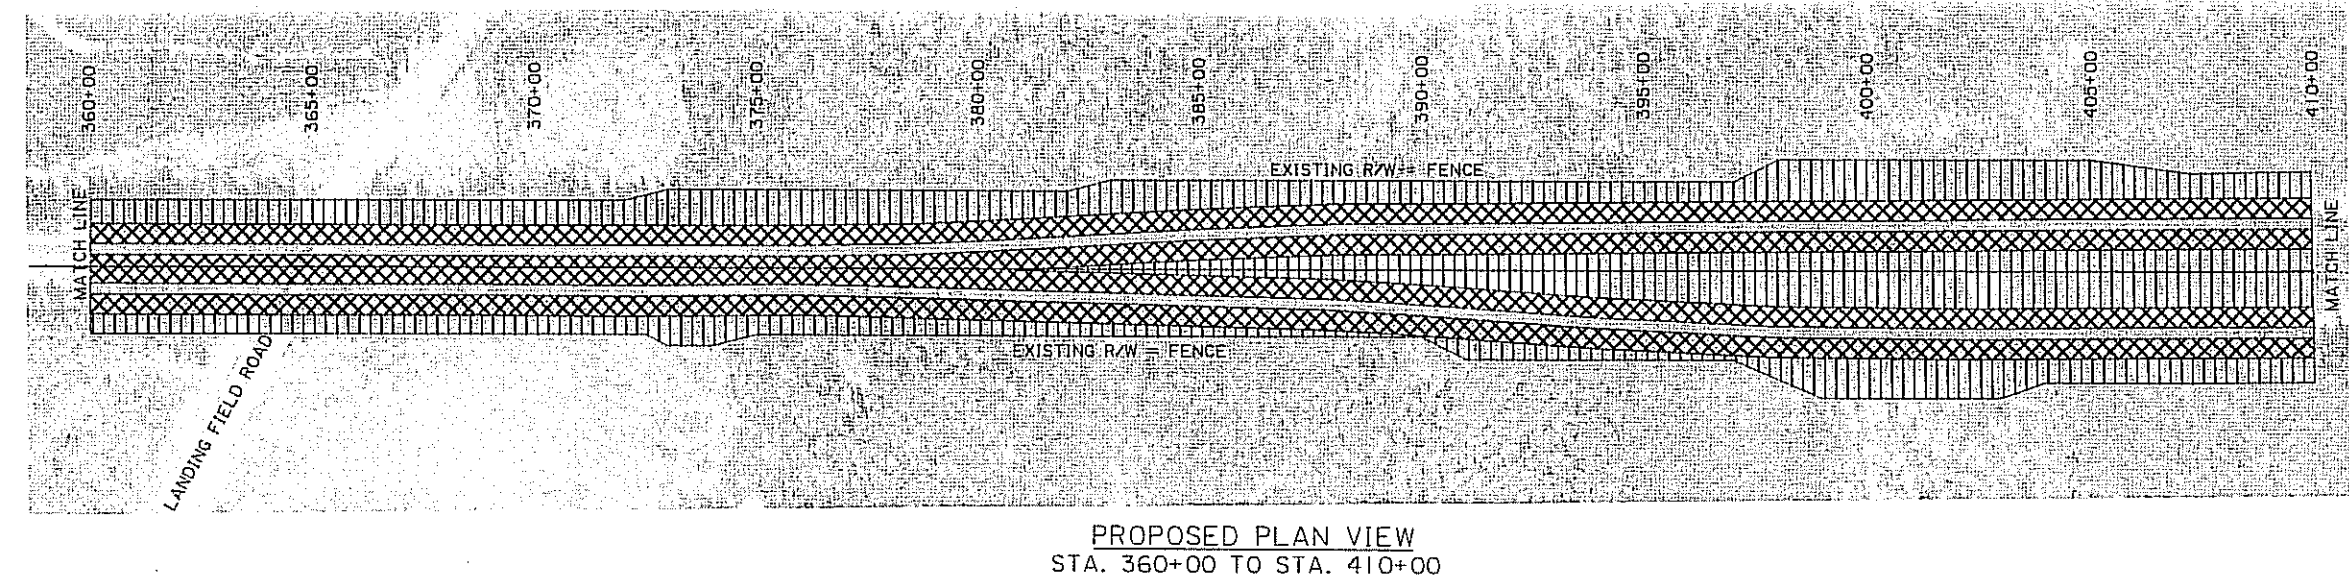 360+00
365+00
370+00
375+00
380+00
385+00
390+00
395+00
400+00
405+00
410+00
EXISTING R/W = FENCE
MATCH LINE
MATCH LINE
EXISTING R/W = FENCE
LANDING FIELD ROAD
PROPOSED PLAN VIEW
STA. 360+00 TO STA. 410+00